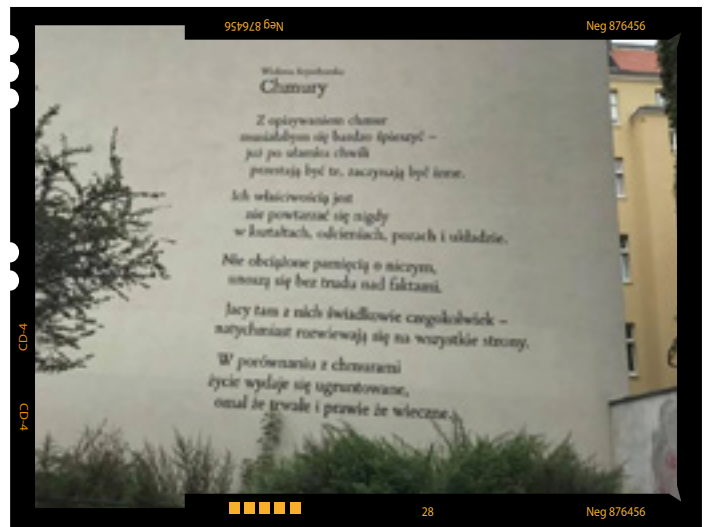 Neg 876456
Neg 876456
Wisława Szymborska
Chmury
Z opisywaniem chmur
musiałabym się bardzo śpieszyć –
już po ułamku chwili
przestają być te, zaczynają być inne.
Ich właściwością jest
nie powtarzać się nigdy
w kształtach, odcieniach, pozach i układzie.
Nie obciążone pamięcią o niczym,
unoszą się bez trudu nad faktami.
Jacy tam z nich świadkowie czegokolwiek –
natychmiast rozwiewają się na wszystkie strony.
W porównaniu z chmurami
życie wydaje się ugruntowane,
omal że trwałe i prawie że wieczne.
CD-4
CD-4
28
Neg 876456